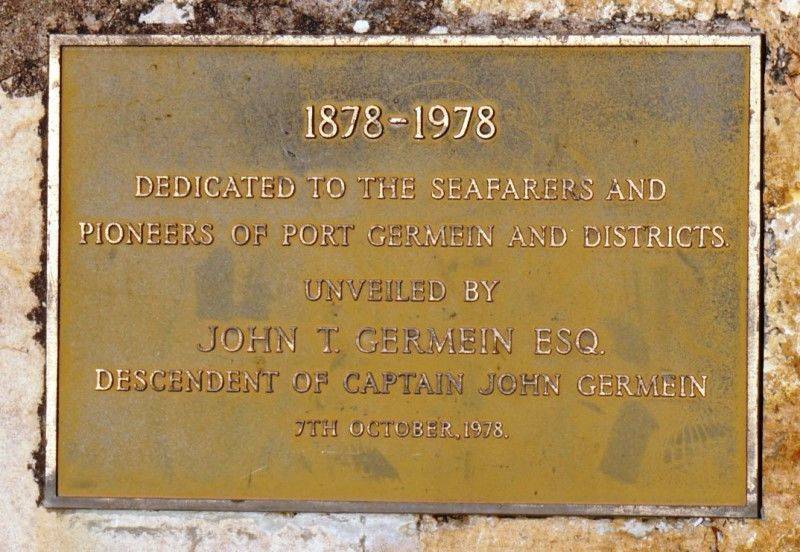 1878-1978
DEDICATED TO THE SEAFARERS AND
PIONEERS OF PORT GERMEIN AND DISTRICTS.
UNVEILED BY
JOHN T. GERMEIN ESQ.
DESCENDENT OF CAPTAIN JOHN GERMEIN
7TH OCTOBER, 1978.